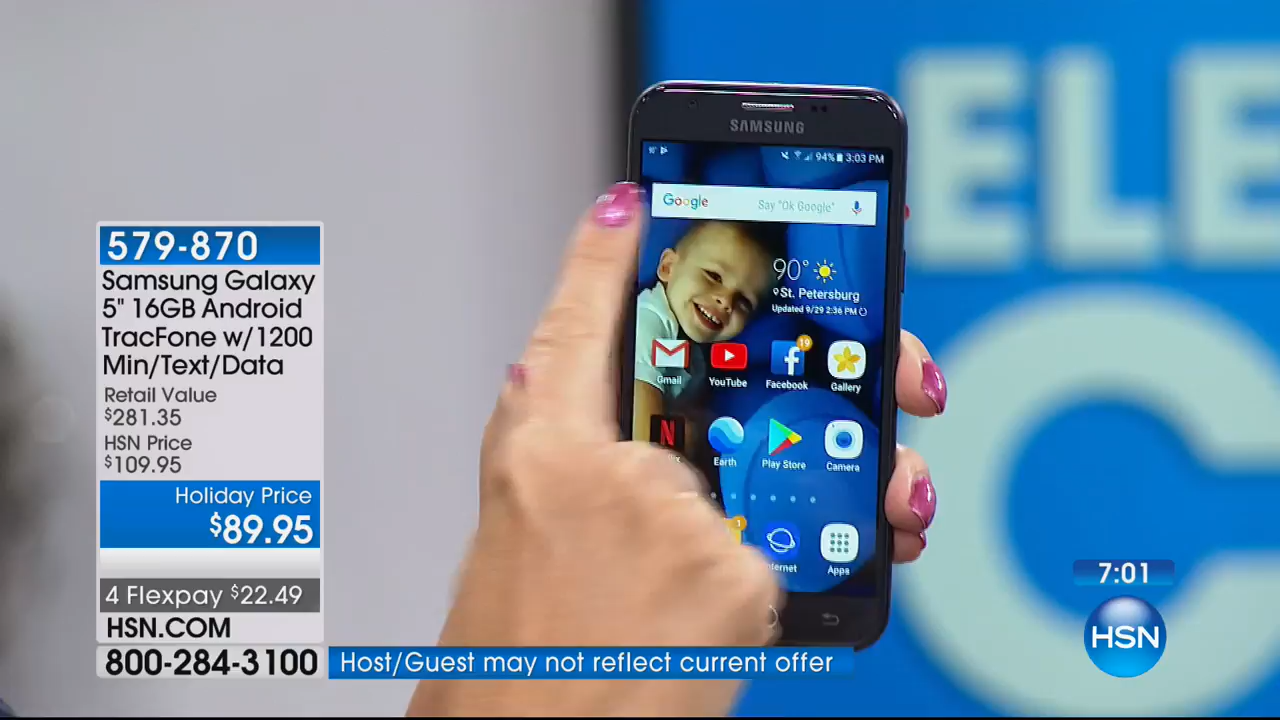 579-870
Samsung Galaxy
5" 16GB Android
TracFone w/1200
Min/Text/Data
Retail Value
$281.35
HSN Price
$109.95
Holiday Price
$89.95
4 Flexpay $22.49
HSN.COM
800-284-3100
Host/Guest may not reflect current offer
SAMSUNG
94% 3:03 PM
Google Say "Ok Google"
90°
St. Petersburg
Updated 9/29 2:36 PM
19
Gmail YouTube Facebook Gallery
N
Earth Play Store Camera
1
Apps
ELE
C
7:01
HSN